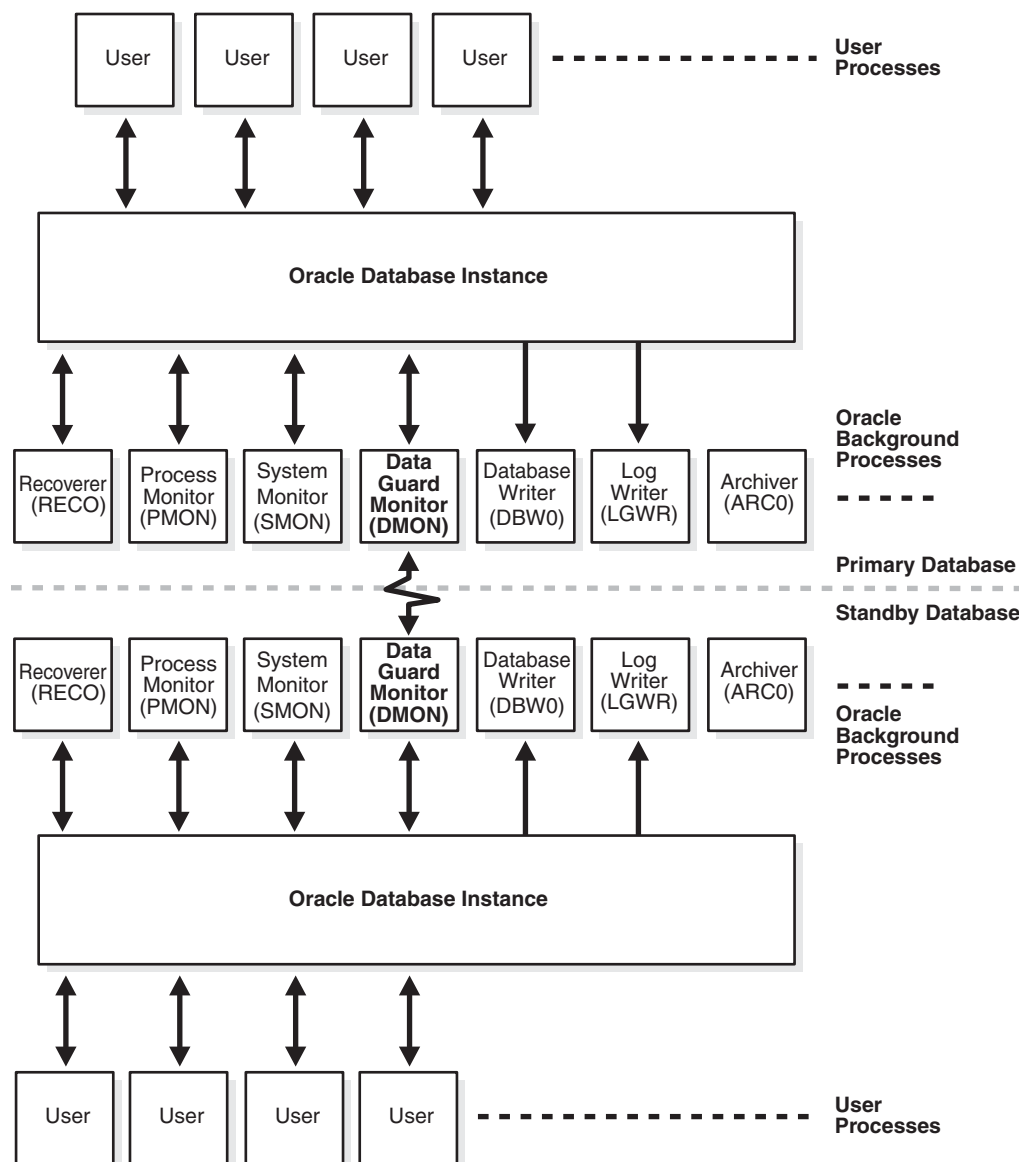 User
User
User
User
User
Processes
Oracle Database Instance
Oracle
Background
Processes
Recoverer
(RECO)
Process
Monitor
(PMON)
System
Monitor
(SMON)
Data
Guard
Monitor
(DMON)
Database
Writer
(DBW0)
Log
Writer
(LGWR)
Archiver
(ARC0)
Primary Database
Standby Database
Recoverer
(RECO)
Process
Monitor
(PMON)
System
Monitor
(SMON)
Data
Guard
Monitor
(DMON)
Database
Writer
(DBW0)
Log
Writer
(LGWR)
Archiver
(ARC0)
Oracle
Background
Processes
Oracle Database Instance
User
User
User
User
User
Processes